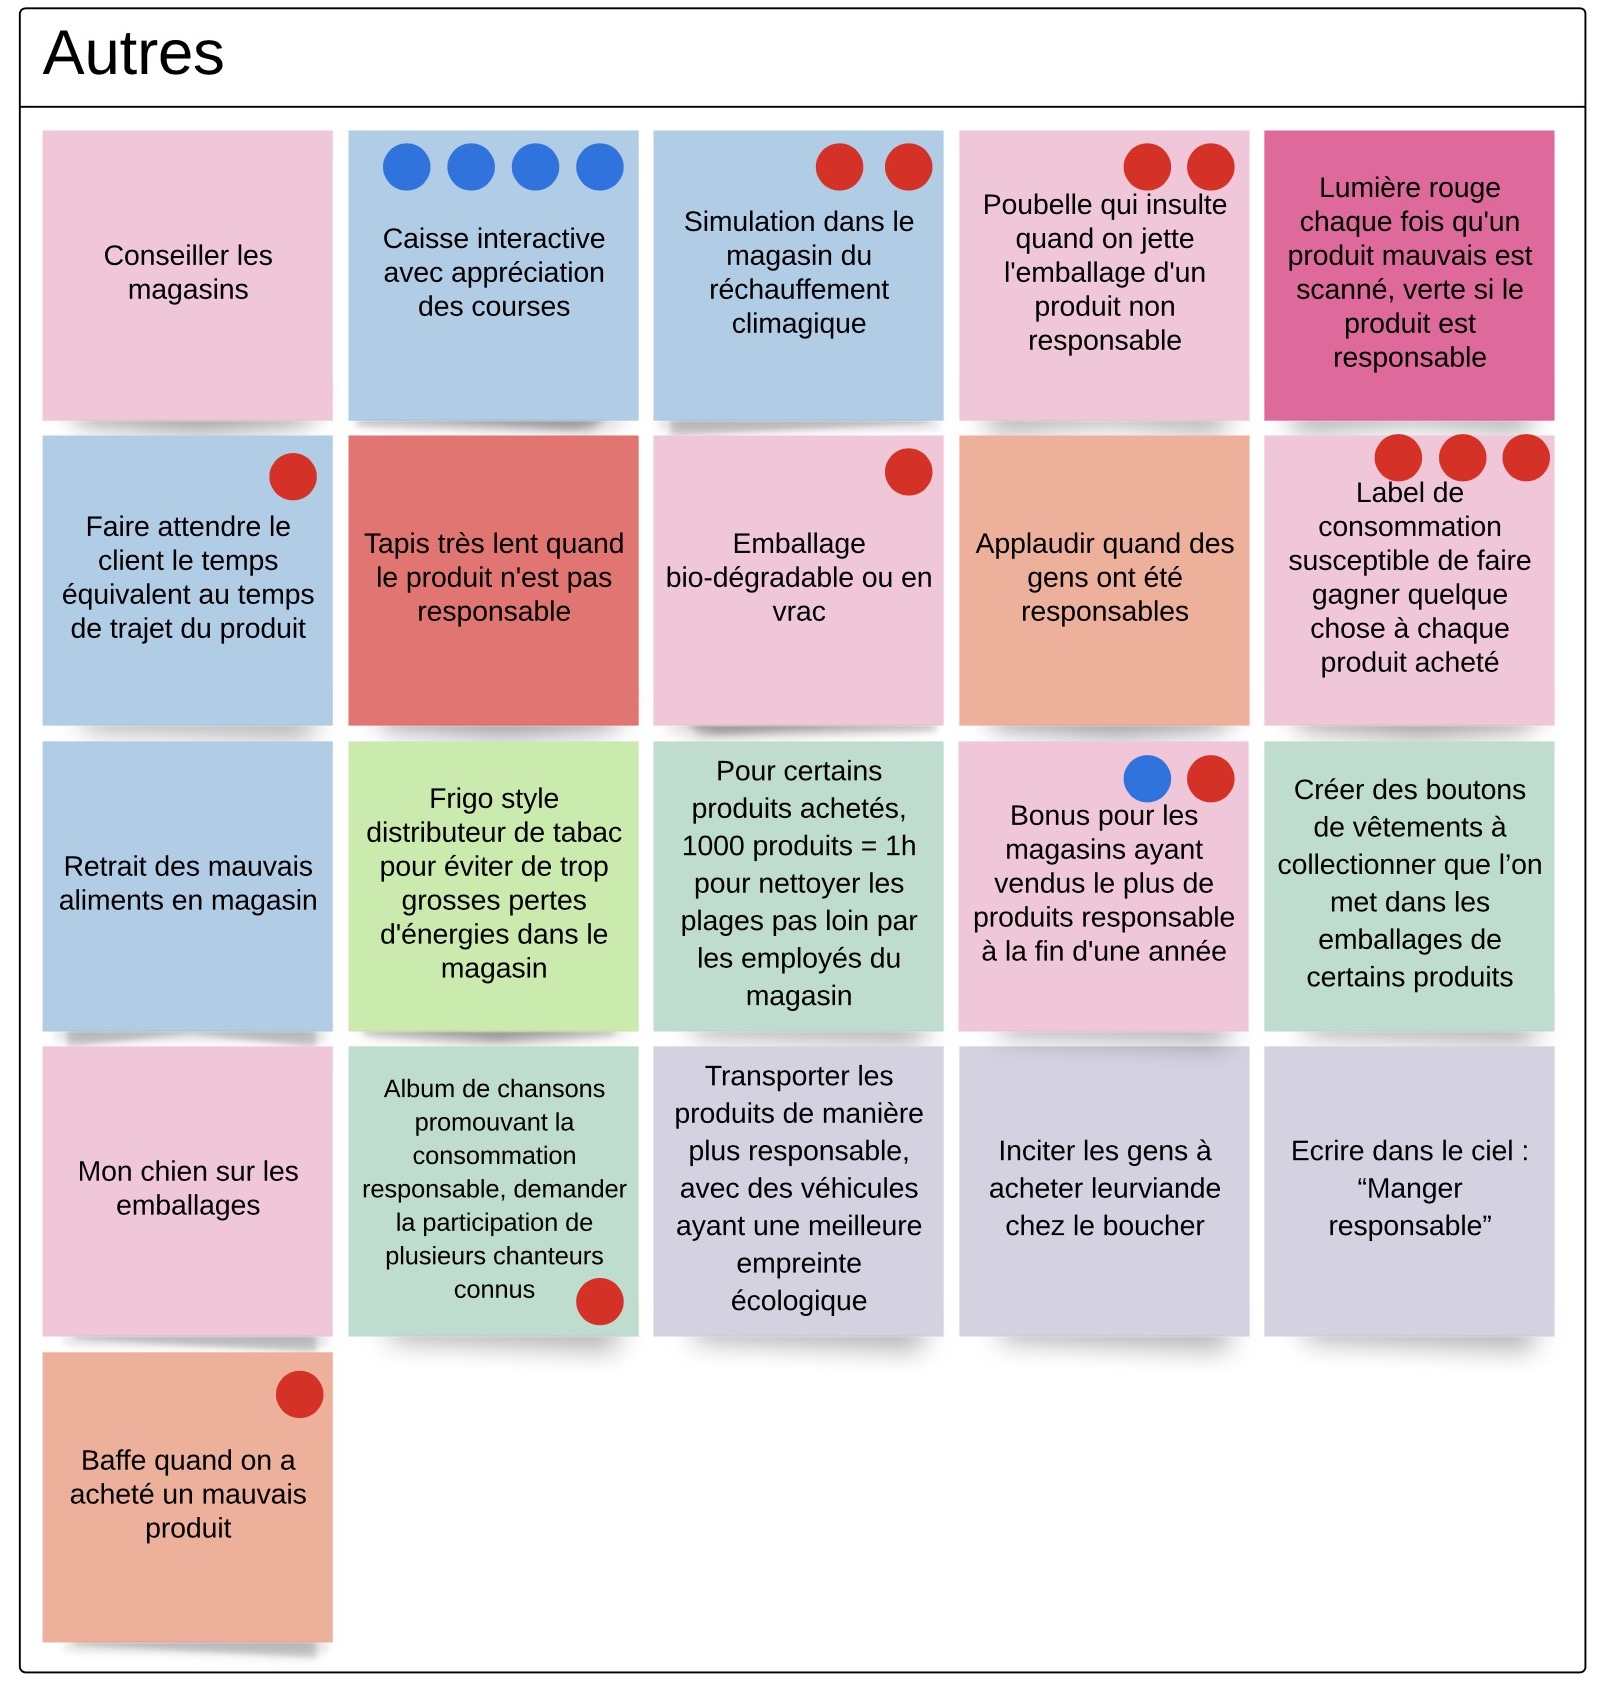 Autres
Conseiller les
magasins
Caisse interactive
avec appréciation
des courses
Simulation dans le
magasin du
réchauffement
climagique
Poubelle qui insulte
quand on jette
l'emballage d'un
produit non
responsable
Lumière rouge
chaque fois qu'un
produit mauvais est
scanné, verte si le
produit est
responsable
Faire attendre le
client le temps
équivalent au temps
de trajet du produit
Tapis très lent quand
le produit n'est pas
responsable
Emballage
bio-dégradable ou en
vrac
Applaudir quand des
gens ont été
responsables
Label de
consommation
susceptible de faire
gagner quelque
chose à chaque
produit acheté
Retrait des mauvais
aliments en magasin
Frigo style
distributeur de tabac
pour éviter de trop
grosses pertes
d'énergies dans le
magasin
Pour certains
produits achetés,
1000 produits = 1h
pour nettoyer les
plages pas loin par
les employés du
magasin
Bonus pour les
magasins ayant
vendus le plus de
produits responsable
à la fin d'une année
Créer des boutons
de vêtements à
collectionner que l’on
met dans les
emballages de
certains produits
Mon chien sur les
emballages
Album de chansons
promouvant la
consommation
responsable, demander
la participation de
plusieurs chanteurs
connus
Transporter les
produits de manière
plus responsable,
avec des véhicules
ayant une meilleure
empreinte
écologique
Inciter les gens à
acheter leurviande
chez le boucher
Ecrire dans le ciel :
“Manger
responsable”
Baffe quand on a
acheté un mauvais
produit